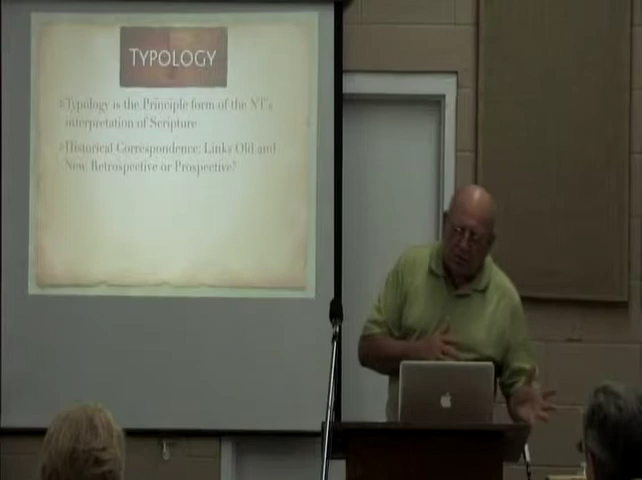 TYPOLOGY
Typology is the Principle form of the NT's
interpretation of Scripture
Historical Correspondence: Links Old and
New Retrospective or Prospective?